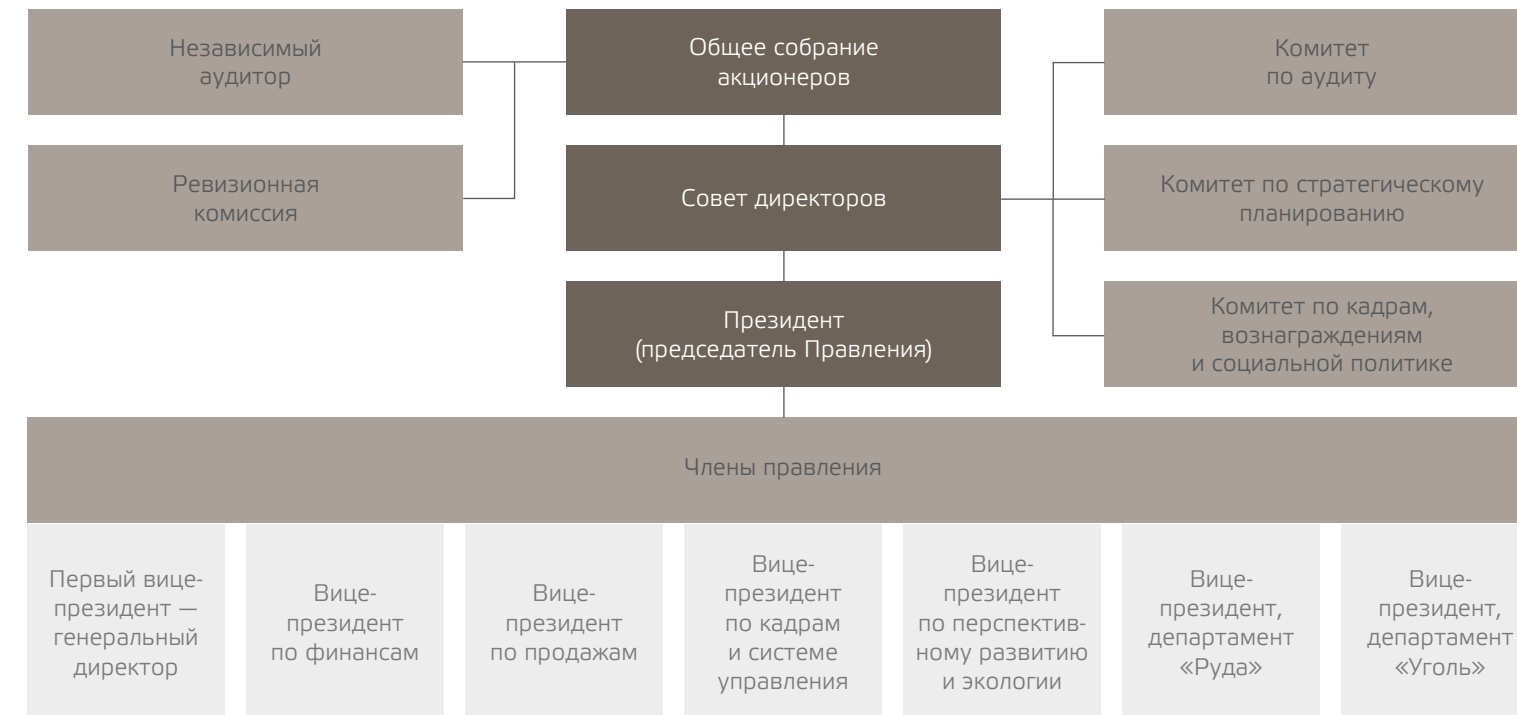 Независимый
аудитор
Общее собрание
акционеров
Комитет
по аудиту
Ревизионная
комиссия
Совет директоров
Комитет по стратегическому
планированию
Президент
(председатель Правления)
Комитет по кадрам,
вознаграждениям
и социальной политике
Члены правления
Первый вице-
президент —
генеральный
директор
Вице-
президент
по финансам
Вице-
президент
по продажам
Вице-
президент
по кадрам
и системе
управления
Вице-
президент
по перспектив-
ному развитию
и экологии
Вице-
президент,
департамент
«Руда»
Вице-
президент,
департамент
«Уголь»